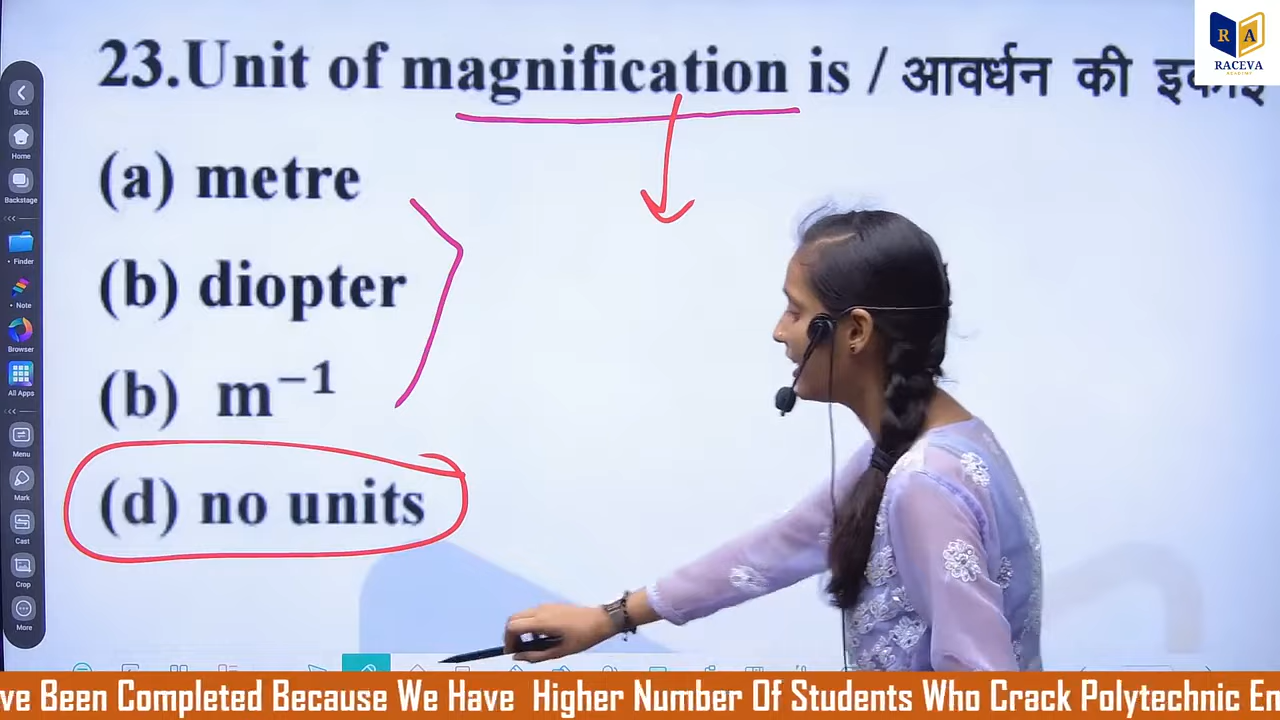 RA
RACEVA
ACADEMY
23.Unit of magnification is / आवर्धन की इकाई
(a) metre
(b) diopter
(b) m⁻¹
(d) no units
Back
Home
Backstage
Finder
Note
Browser
All Apps
Menu
Mark
Cast
Crop
More
ve Been Completed Because We Have Higher Number Of Students Who Crack Polytechnic En